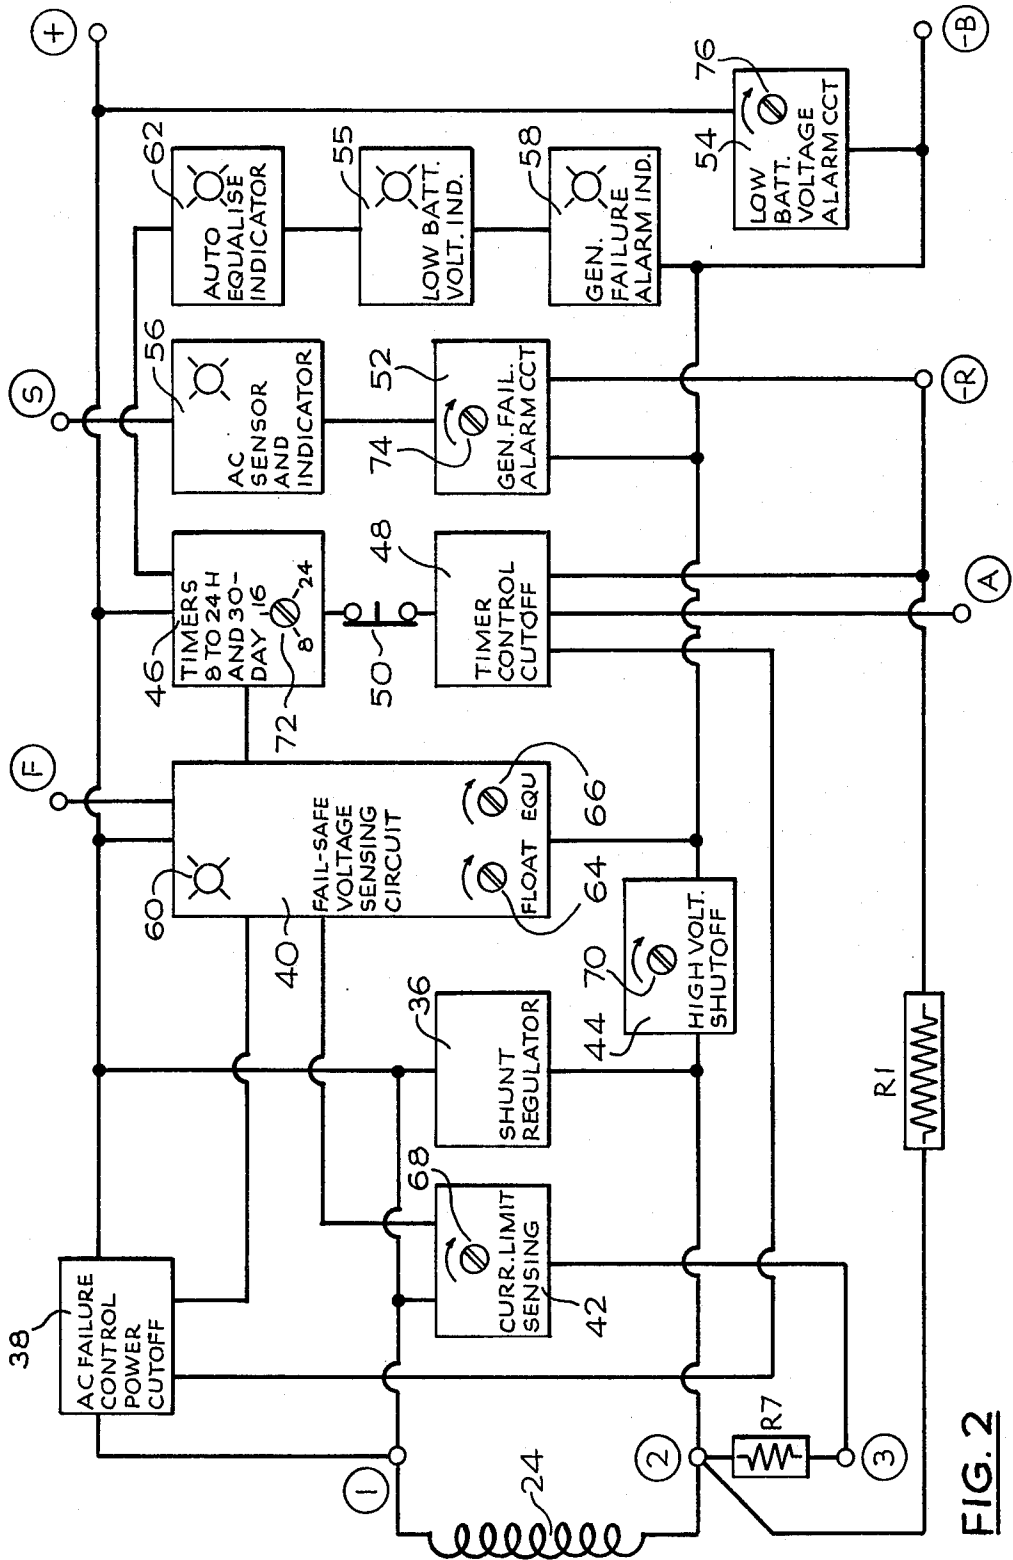 38
AC FAILURE
CONTROL
POWER
CUTOFF
F
S
+
60
40
FAIL-SAFE
VOLTAGE
SENSING
CIRCUIT
FLOAT
EQU
64
66
46
TIMERS
8 TO 24H
AND 30-
DAY
16
8
24
72
50
48
TIMER
CONTROL
CUTOFF
56
AC
SENSOR
AND
INDICATOR
74
52
GEN. FAIL.
ALARM CCT
62
AUTO
EQUALISE
INDICATOR
55
LOW BATT.
VOLT. IND.
58
GEN.
FAILURE
ALARM IND.
76
54
LOW
BATT.
VOLTAGE
ALARM CCT
68
CURR. LIMIT
SENSING
42
36
SHUNT
REGULATOR
70
44
HIGH VOLT.
SHUTOFF
1
24
2
R7
3
R1
A
-R
-B
FIG. 2